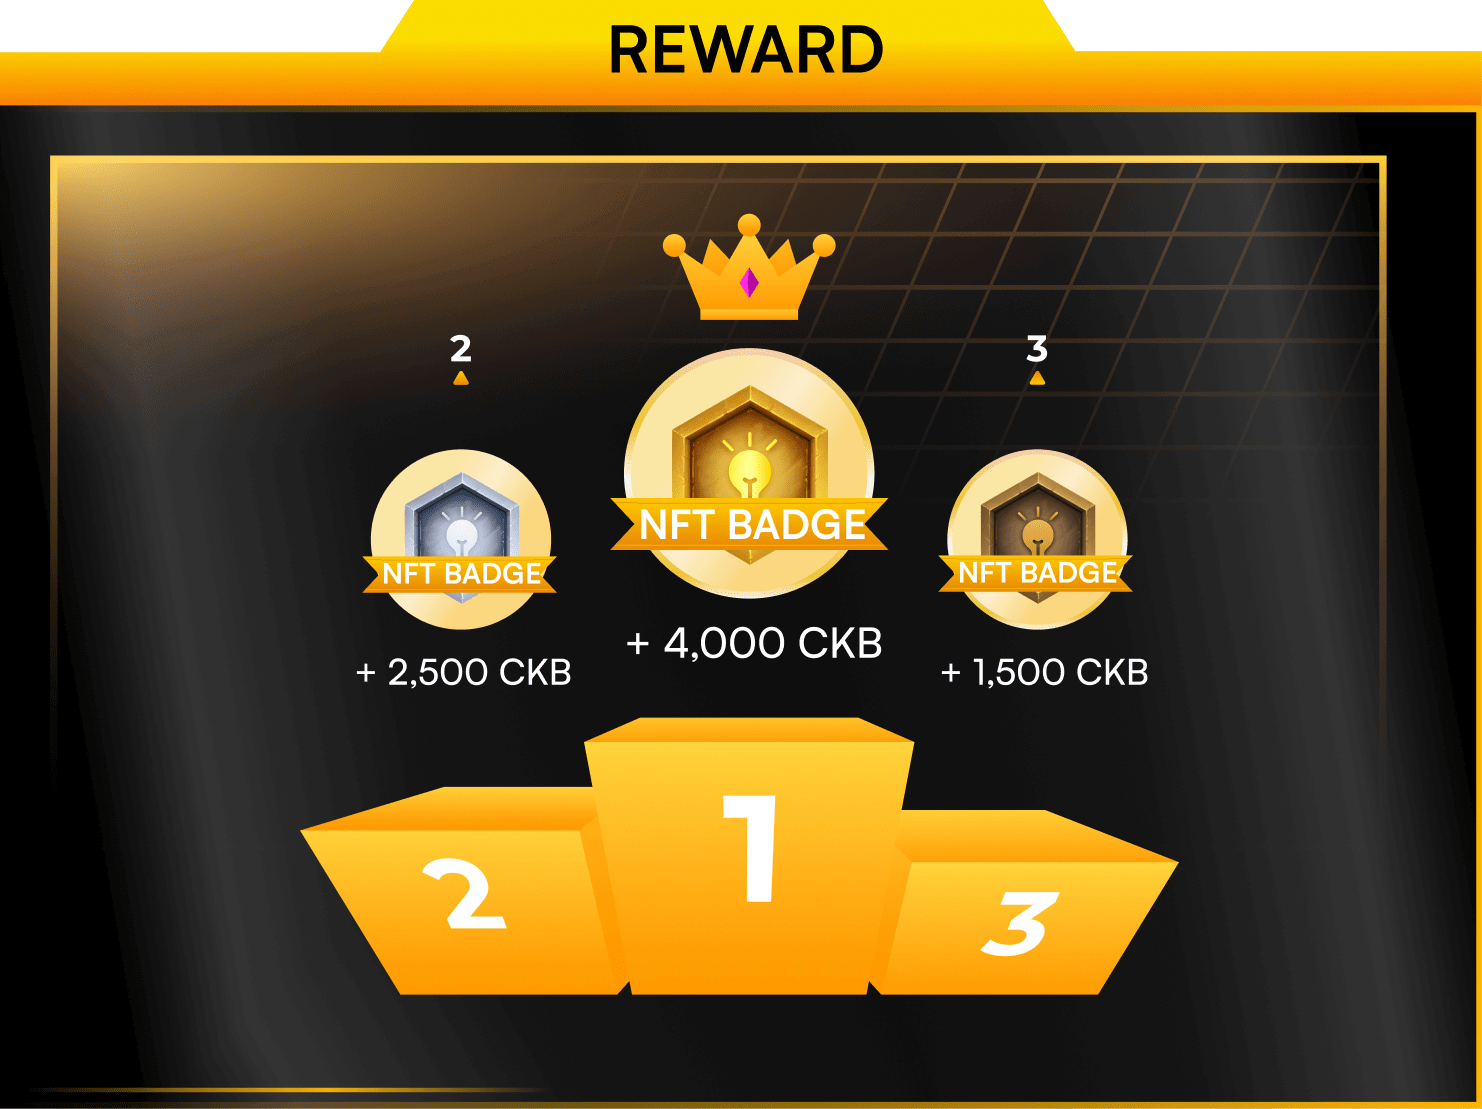 REWARD
2
3
NFT BADGE
NFT BADGE
NFT BADGE
+ 2,500 CKB
+ 4,000 CKB
+ 1,500 CKB
2
1
3